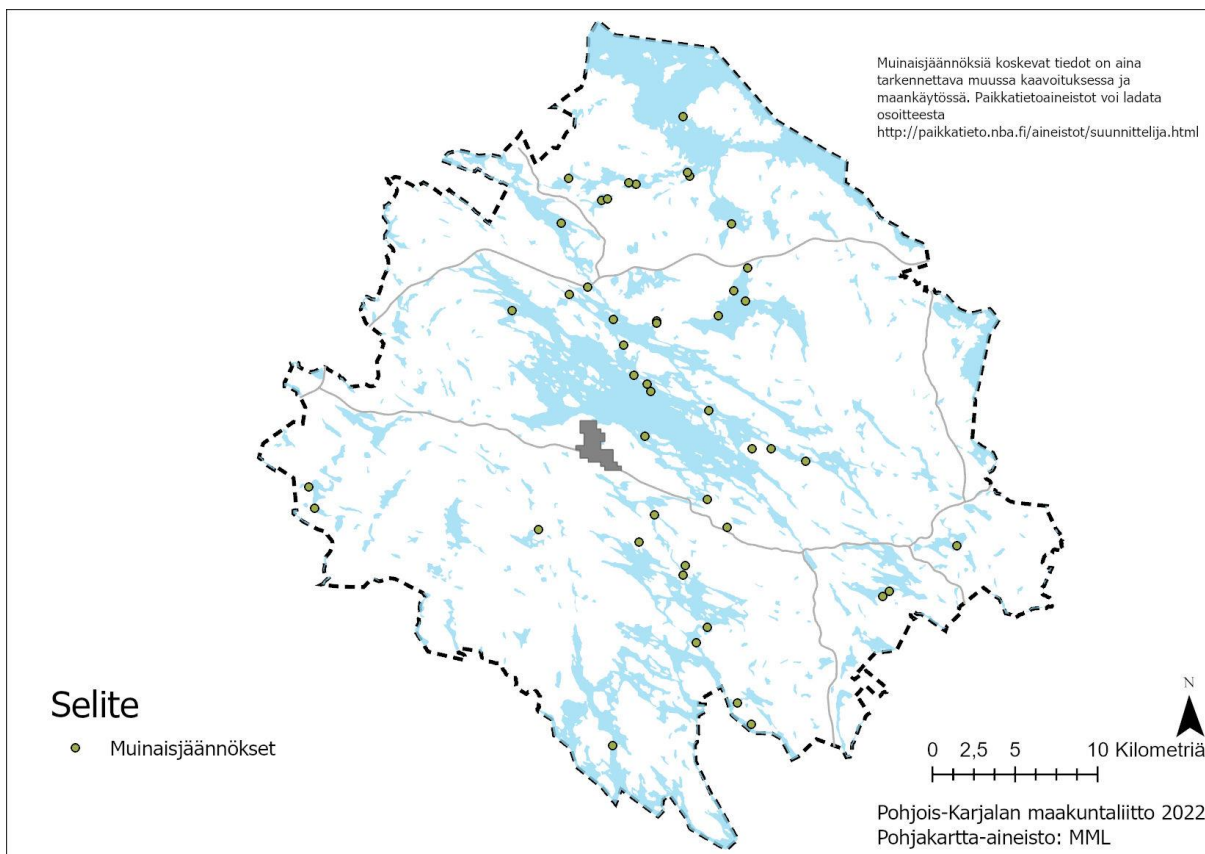 Muinaisjäännöksiä koskevat tiedot on aina
tarkennettava muussa kaavoituksessa ja
maankäytössä. Paikkatietoaineistot voi ladata
osoitteesta
http://paikkatieto.nba.fi/aineistot/suunnittelija.html
Selite
Muinaisjäännökset
N
0 2,5 5 10 Kilometriä
Pohjois-Karjalan maakuntaliitto 2022
Pohjakartta-aineisto: MML